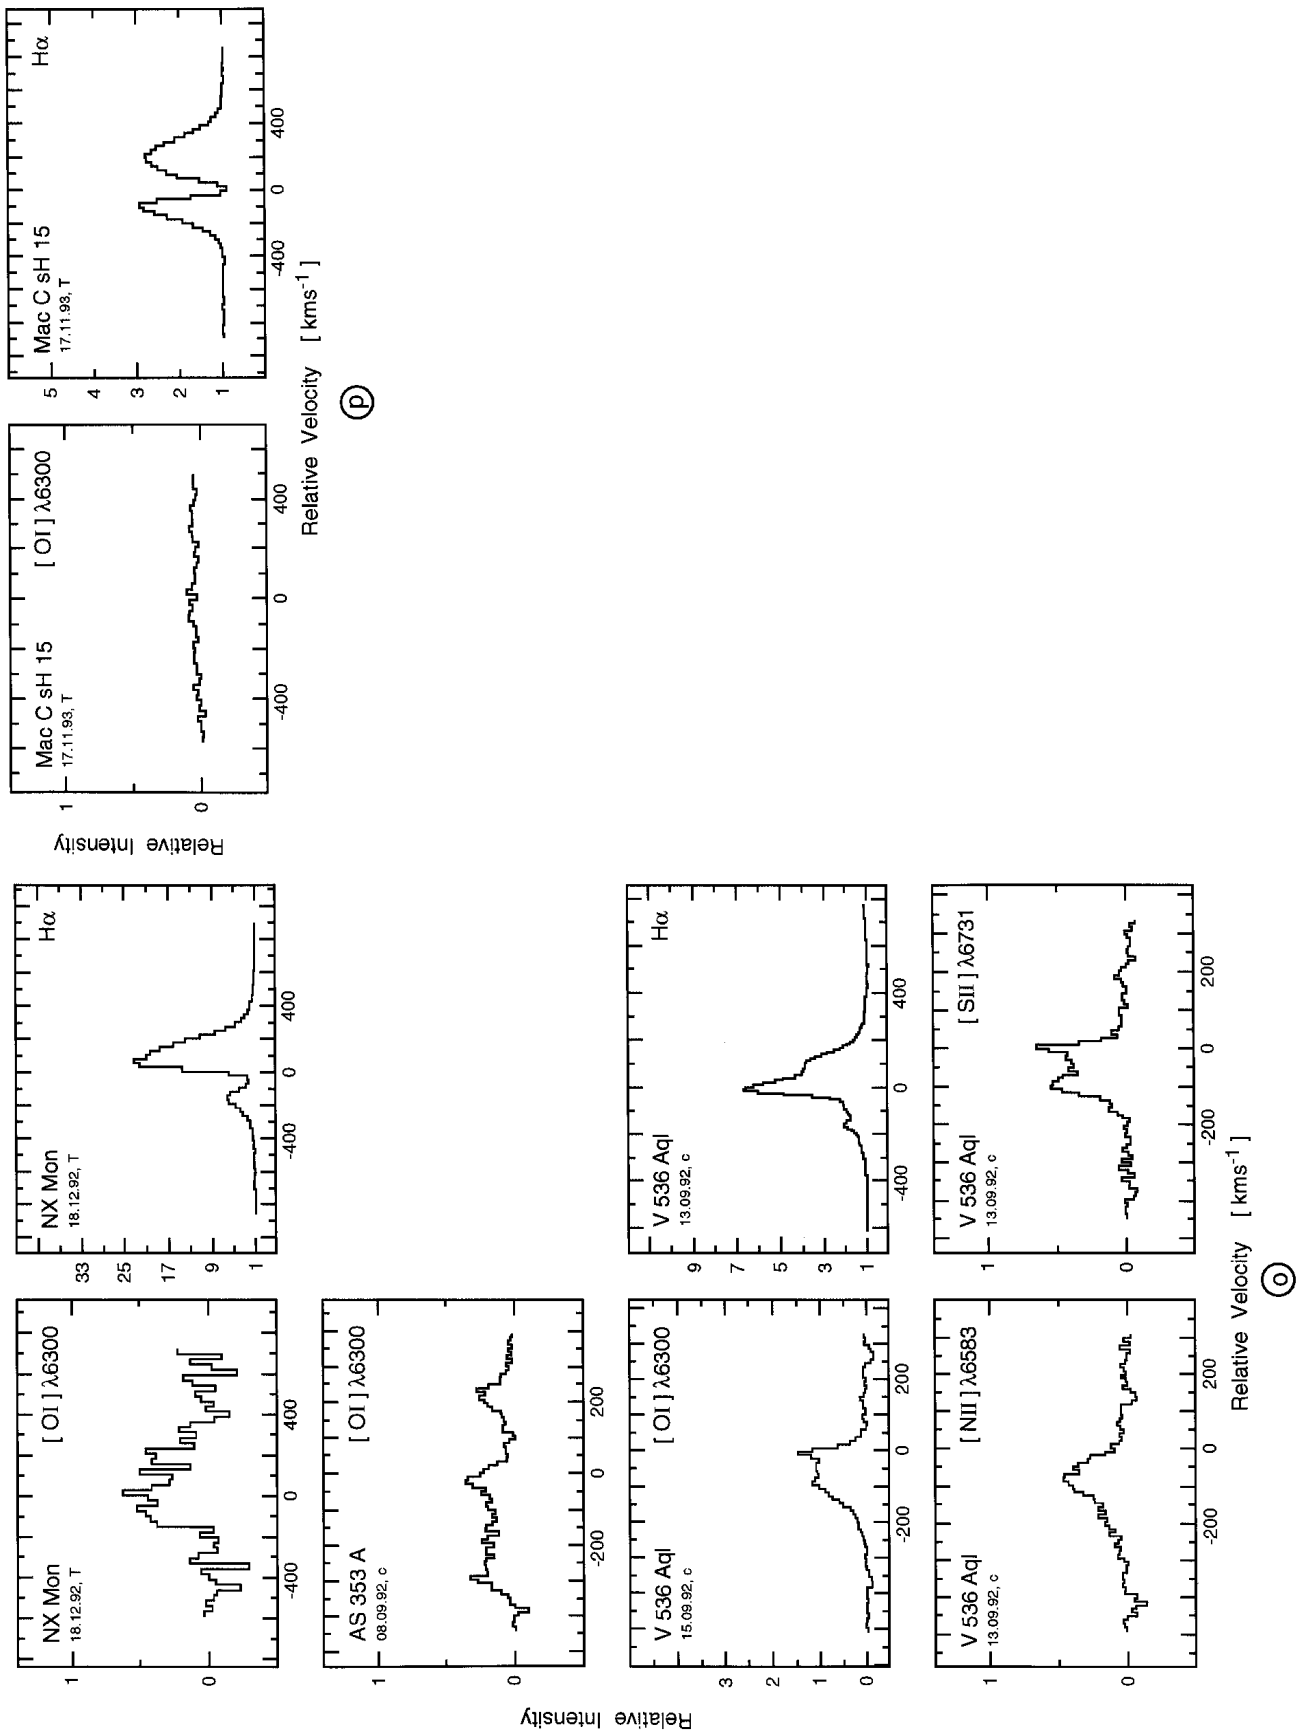 NX Mon
18.12.92, T
[ OI ] λ6300
1
0
-400 0 400
NX Mon
18.12.92, T
Hα
33
25
17
9
1
-400 0 400
AS 353 A
08.09.92, c
[ OI ] λ6300
1
0
-200 0 200
V 536 Aql
15.09.92, c
[ OI ] λ6300
3
2
1
0
-200 0 200
V 536 Aql
13.09.92, c
Hα
9
7
5
3
1
-400 0 400
V 536 Aql
13.09.92, c
[ NII ] λ6583
1
0
-200 0 200
V 536 Aql
13.09.92, c
[ SII ] λ6731
1
0
-200 0 200
Relative Intensity
Relative Velocity [ kms-1 ]
o
Mac C sH 15
17.11.93, T
[ OI ] λ6300
1
0
-400 0 400
Mac C sH 15
17.11.93, T
Hα
5
4
3
2
1
-400 0 400
Relative Intensity
Relative Velocity [ kms-1 ]
p